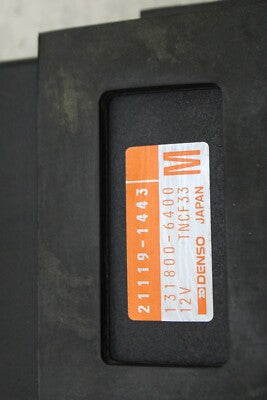 21119-1443
131800-6400 M
12V TNCF33
DENSO JAPAN